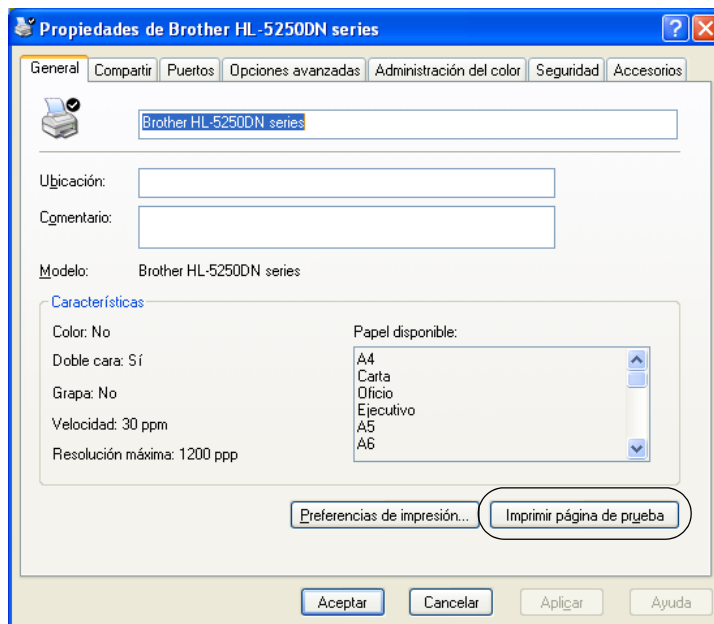 Propiedades de Brother HL-5250DN series
General Compartir Puertos Opciones avanzadas Administración del color Seguridad Accesorios
Brother HL-5250DN series
Ubicación:
Comentario:
Modelo: Brother HL-5250DN series
Características
Color: No
Doble cara: Sí
Grapa: No
Velocidad: 30 ppm
Resolución máxima: 1200 ppp
Papel disponible:
A4
Carta
Oficio
Ejecutivo
A5
A6
Preferencias de impresión... Imprimir página de prueba
Aceptar Cancelar Aplicar Ayuda